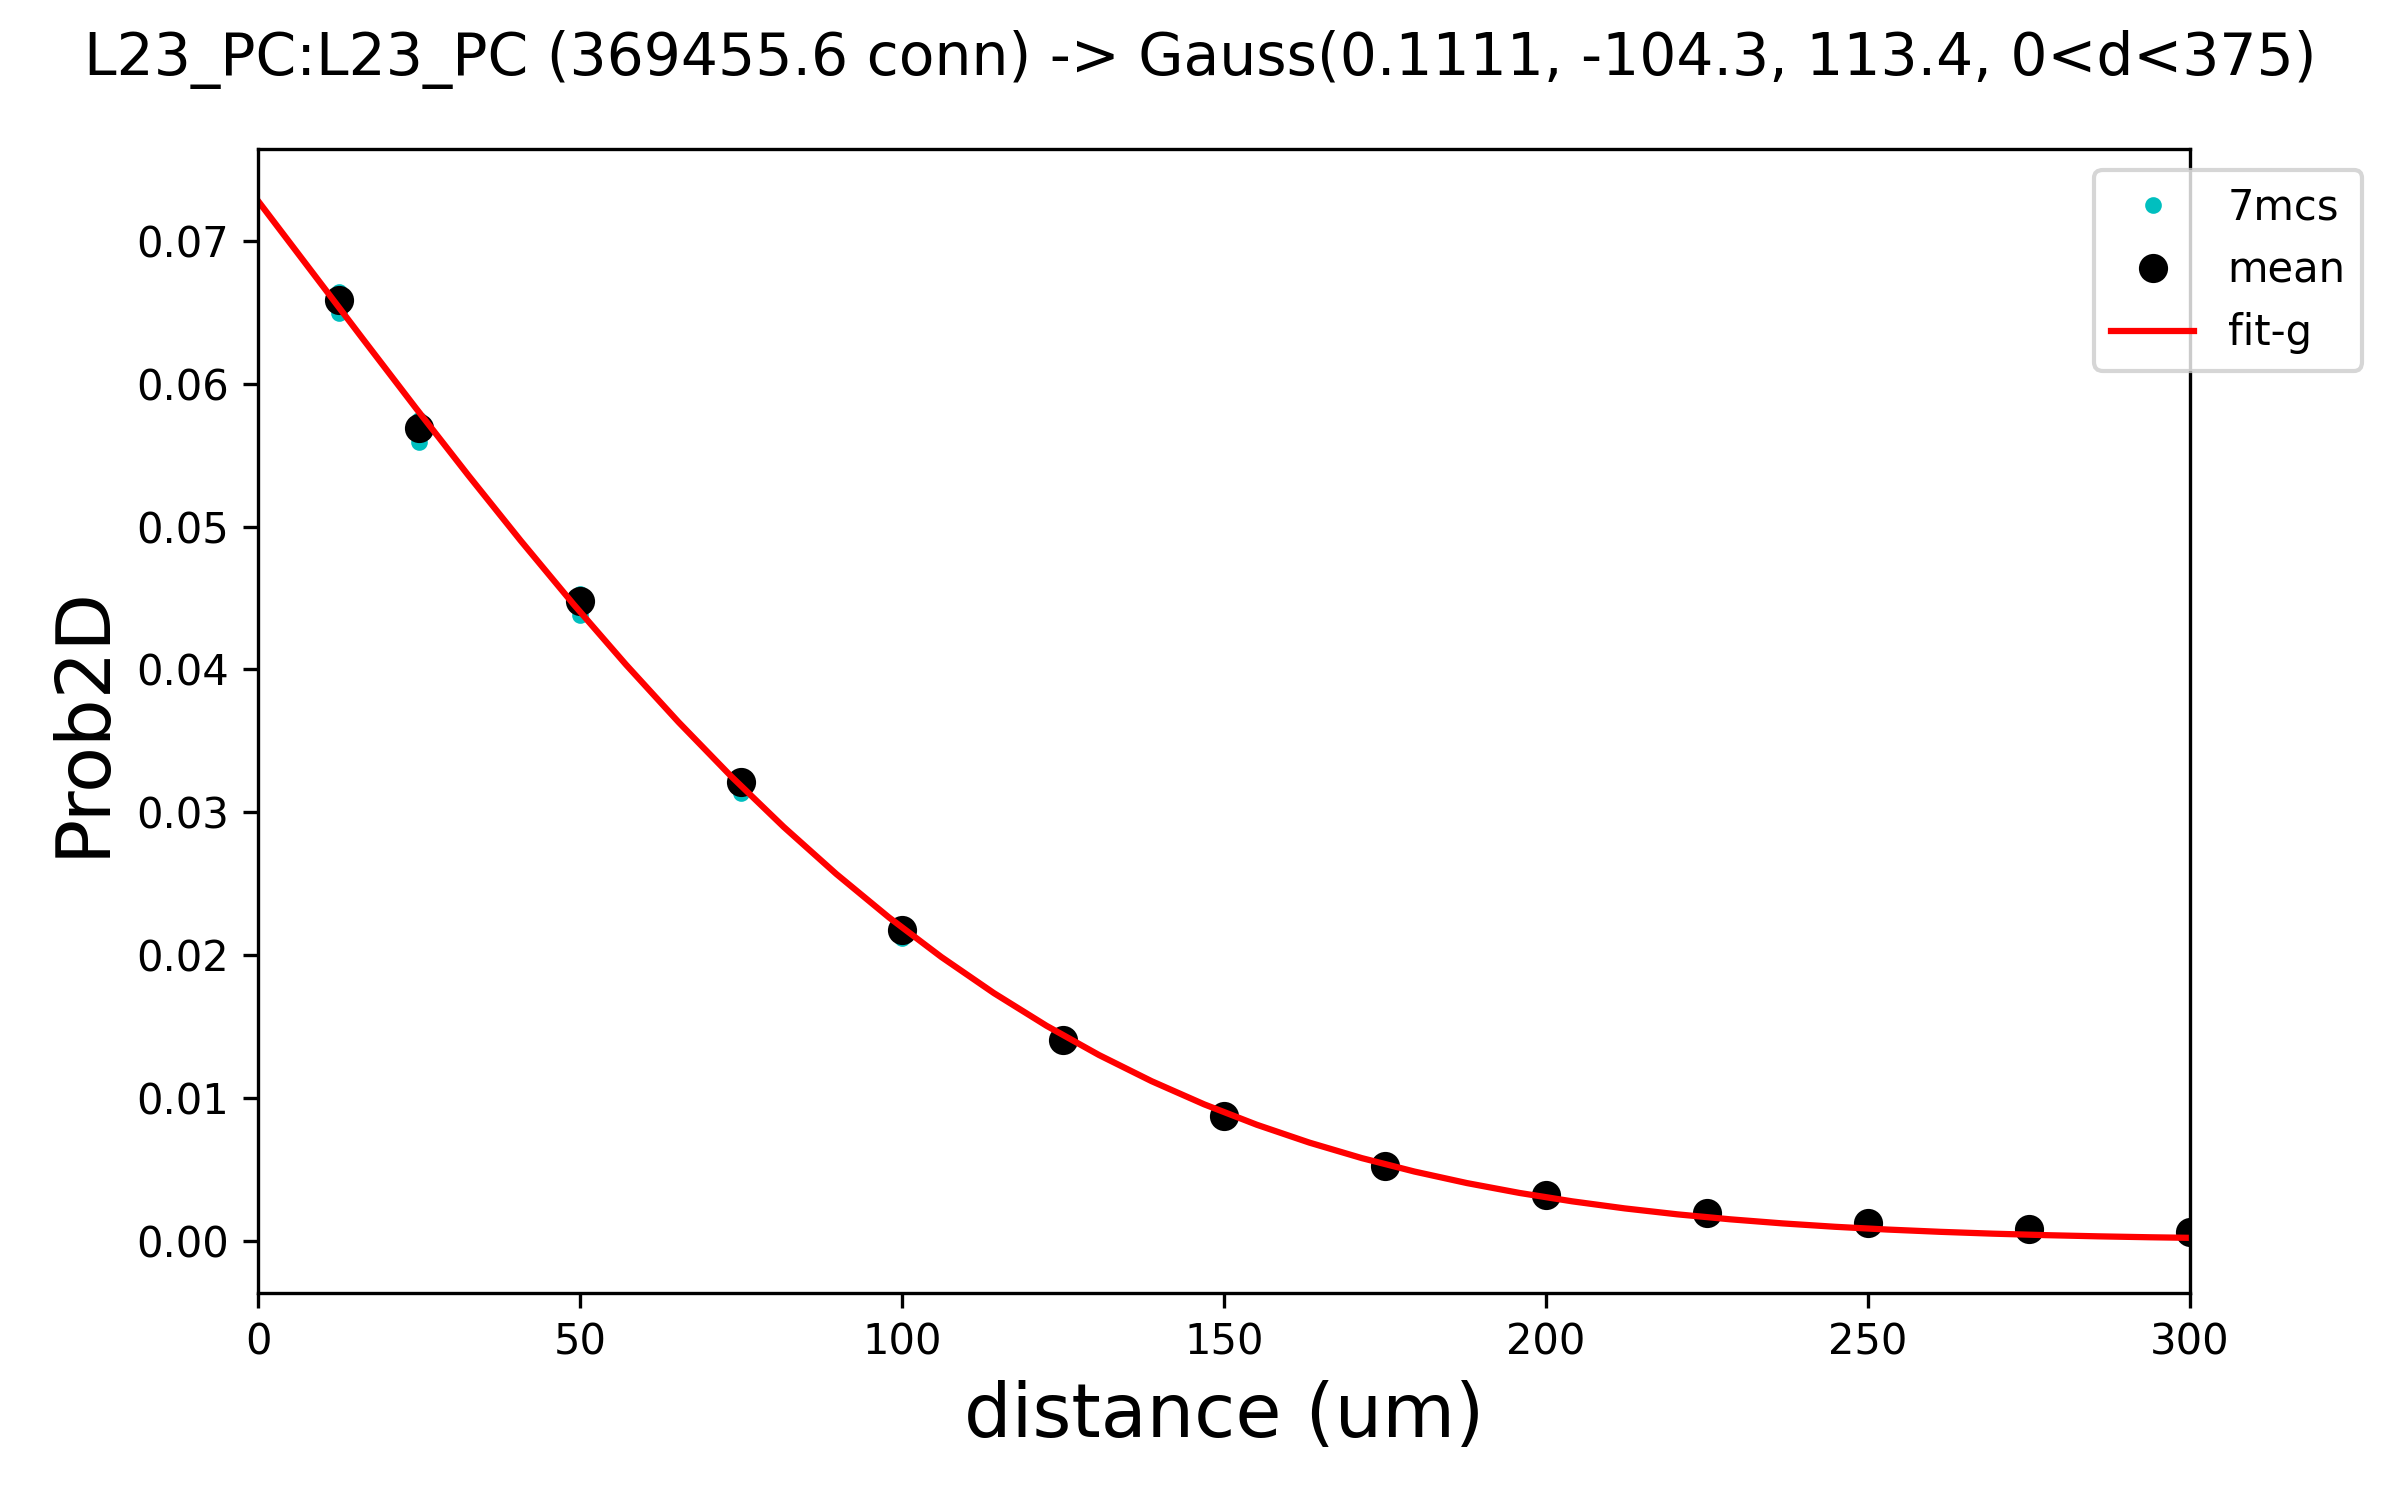 L23_PC:L23_PC (369455.6 conn) -> Gauss(0.1111, -104.3, 113.4, 0<d<375)
7mcs
mean
fit-g
Prob2D
0.07
0.06
0.05
0.04
0.03
0.02
0.01
0.00
0 50 100 150 200 250 300
distance (um)